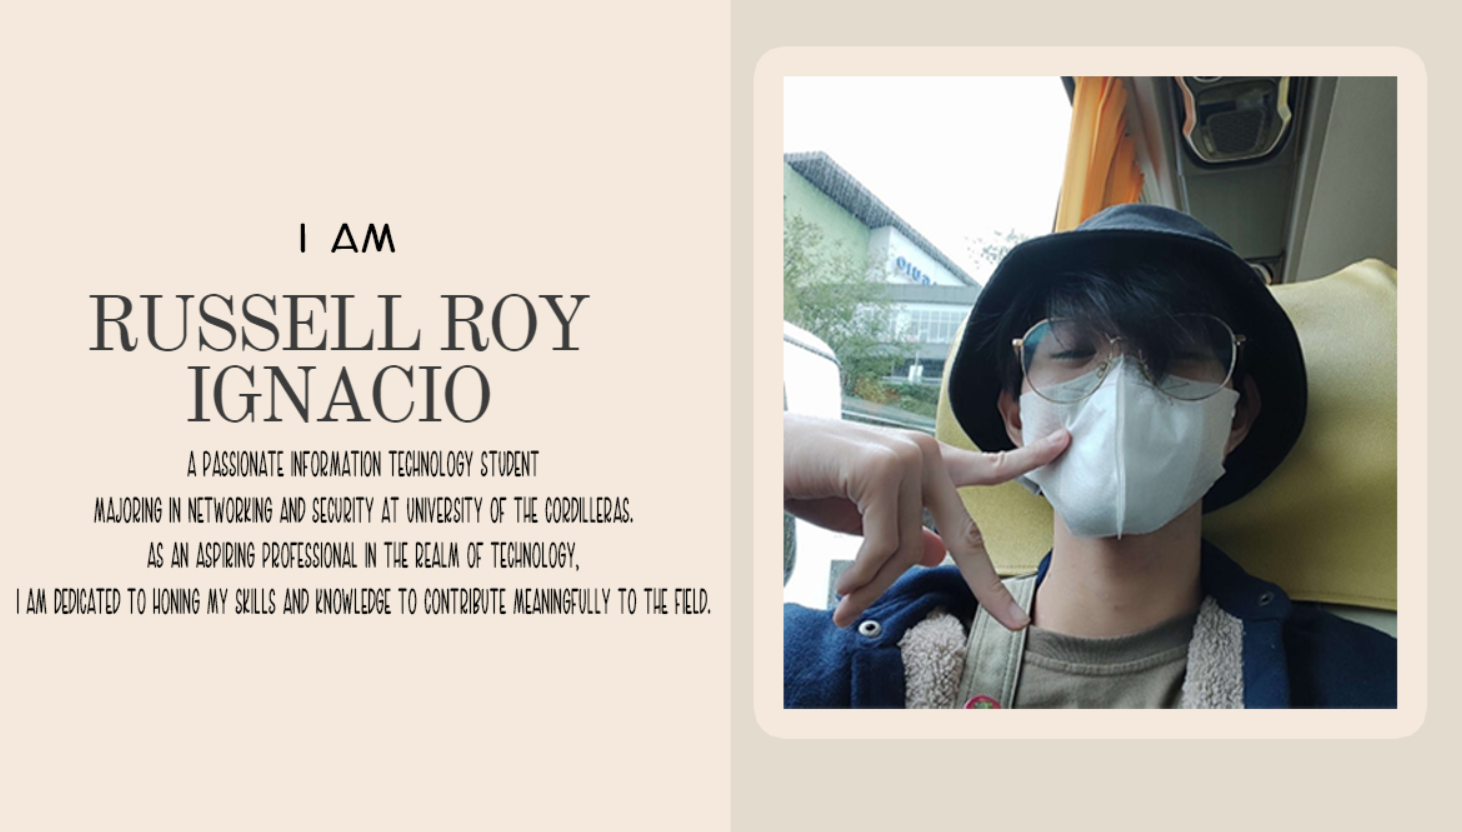 I AM
RUSSELL ROY
IGNACIO
A PASSIONATE INFORMATION TECHNOLOGY STUDENT
MAJORING IN NETWORKING AND SECURITY AT UNIVERSITY OF THE CORDILLERAS.
AS AN ASPIRING PROFESSIONAL IN THE REALM OF TECHNOLOGY,
I AM DEDICATED TO HONING MY SKILLS AND KNOWLEDGE TO CONTRIBUTE MEANINGFULLY TO THE FIELD.